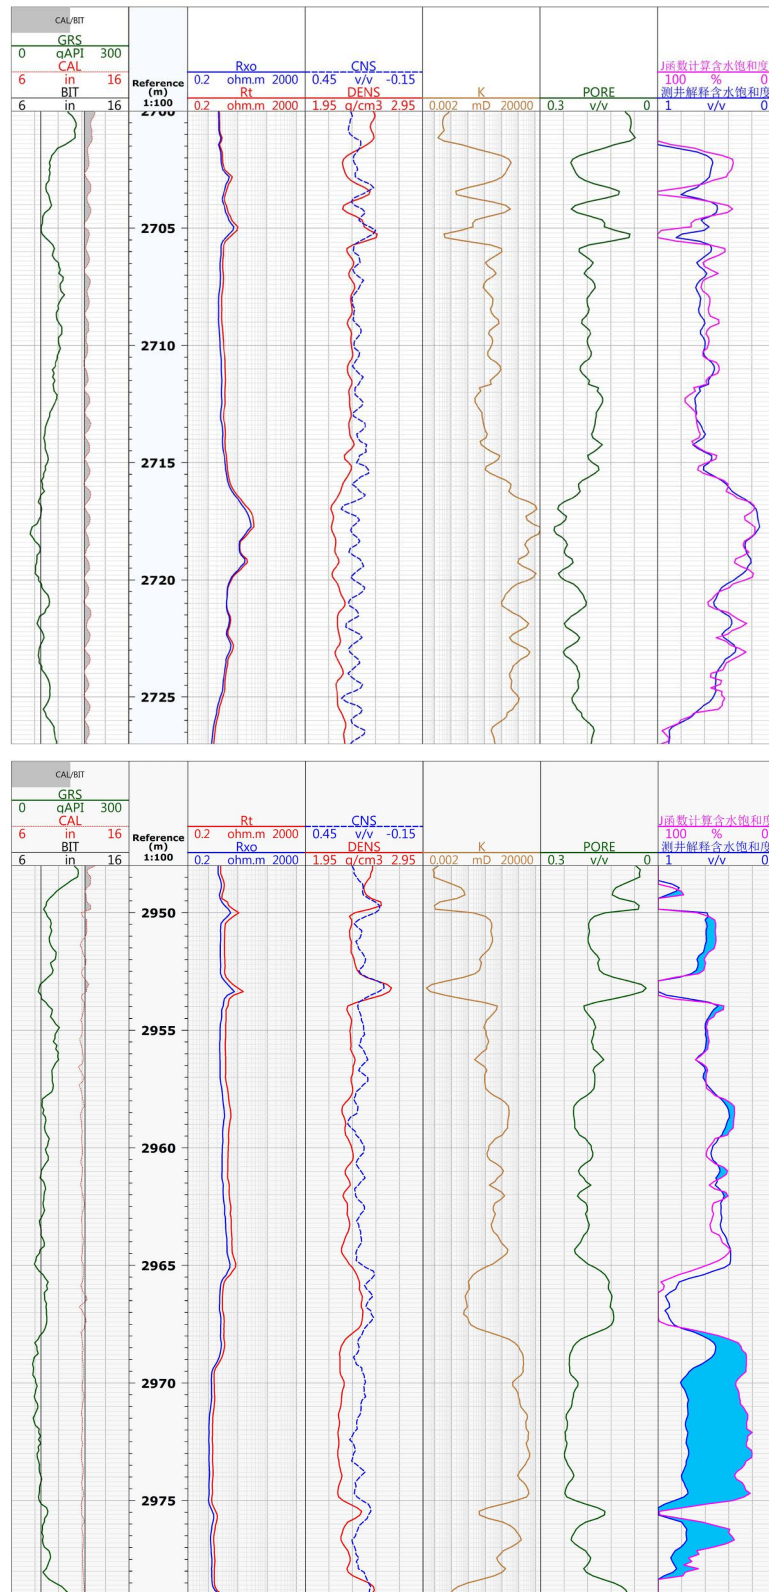 CAL/BIT
GRS
0 gAPI 300
CAL
6 in 16
BIT
6 in 16
Reference
(m)
1:100
Rxo
0.2 ohm.m 2000
Rt
0.2 ohm.m 2000
CNS
0.45 v/v -0.15
DENS
1.95 g/cm3 2.95
K
0.002 mD 20000
PORE
0.3 v/v 0
J函数计算含水饱和度
100 % 0
测井解释含水饱和度
1 v/v 0
2700
2705
2710
2715
2720
2725
CAL/BIT
GRS
0 gAPI 300
CAL
6 in 16
BIT
6 in 16
Reference
(m)
1:100
Rt
0.2 ohm.m 2000
Rxo
0.2 ohm.m 2000
CNS
0.45 v/v -0.15
DENS
1.95 g/cm3 2.95
K
0.002 mD 20000
PORE
0.3 v/v 0
J函数计算含水饱和度
100 % 0
测井解释含水饱和度
1 v/v 0
2950
2955
2960
2965
2970
2975